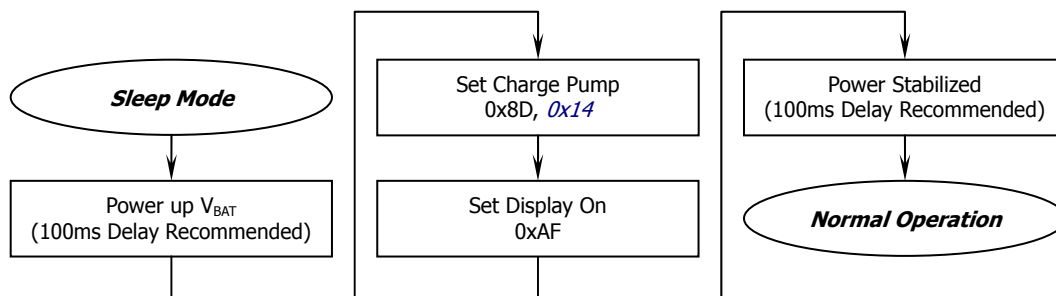 Sleep Mode
Power up VBAT
(100ms Delay Recommended)
Set Charge Pump
0x8D, 0x14
Set Display On
0xAF
Power Stabilized
(100ms Delay Recommended)
Normal Operation